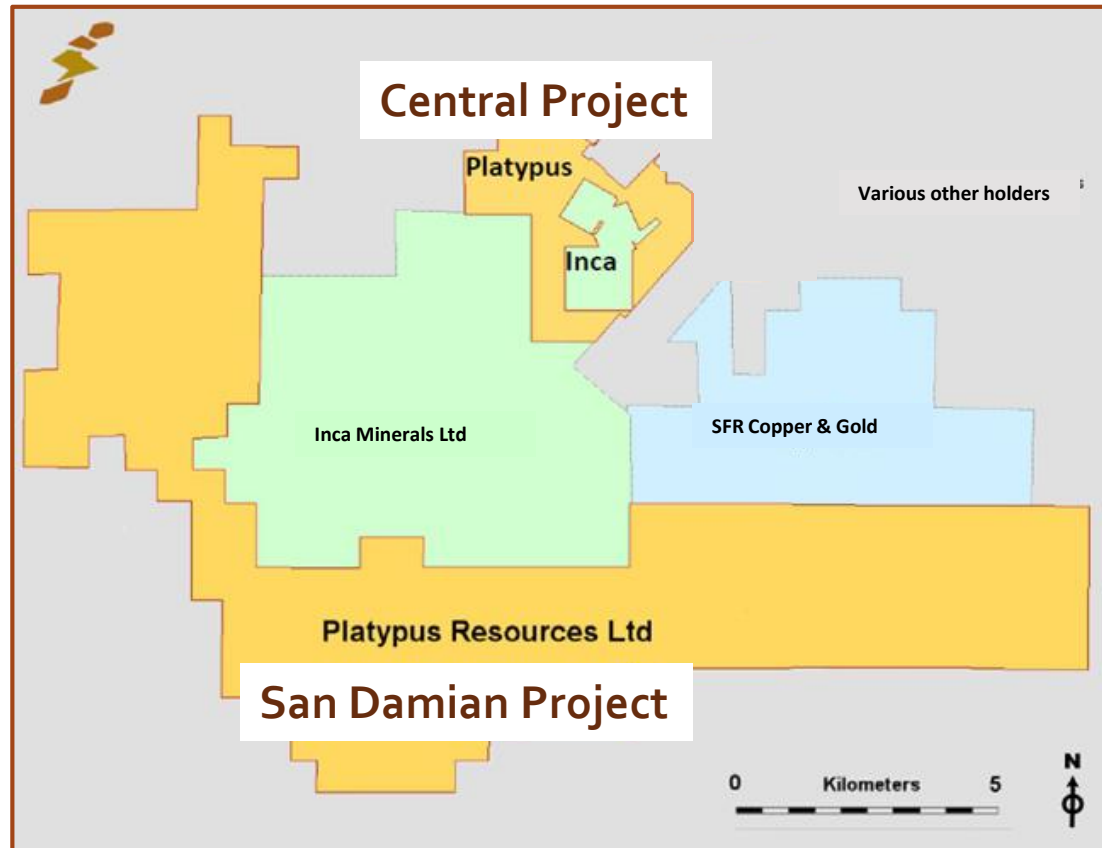 Central Project
Platypus
Various other holders
Inca
Inca Minerals Ltd
SFR Copper & Gold
Platypus Resources Ltd
San Damian Project
0 Kilometers 5
N